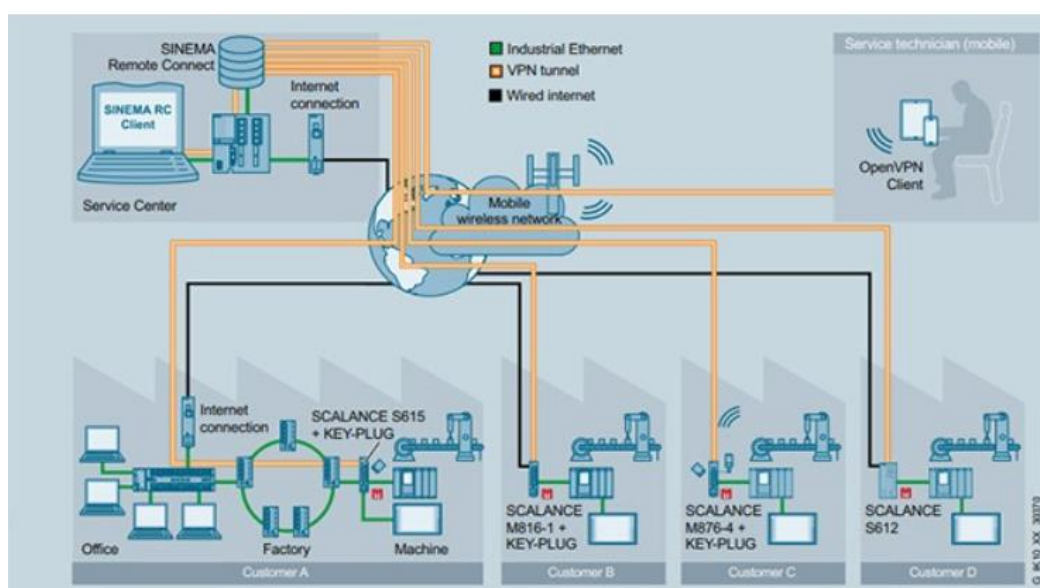 SINEMA
Remote Connect
Internet
connection
SINEMA RC
Client
Service Center
Industrial Ethernet
VPN tunnel
Wired internet
Service technician (mobile)
OpenVPN
Client
Mobile
wireless network
Internet
connection
SCALANCE S615
+ KEY-PLUG
Office
Factory
Machine
Customer A
SCALANCE
M816-1 +
KEY-PLUG
Customer B
SCALANCE
M876-4 +
KEY-PLUG
Customer C
SCALANCE
S612
Customer D